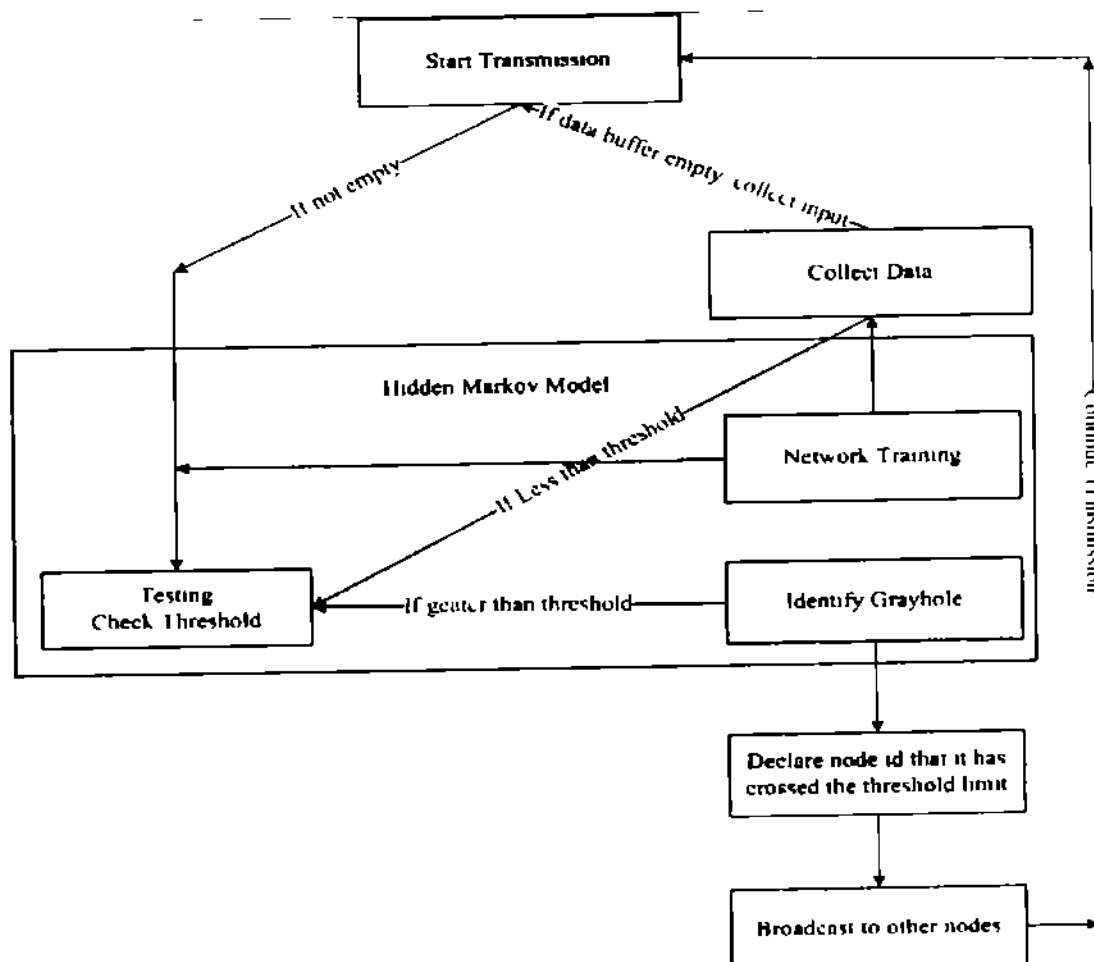 Start Transmission
If data buffer empty collect input
If not empty
Collect Data
Hidden Markov Model
If Less than threshold
Network Training
Testing
Check Threshold
If geater than threshold
Identify Grayhole
Transmission
Declare node id that it has
crossed the threshold limit
Broadcast to other nodes